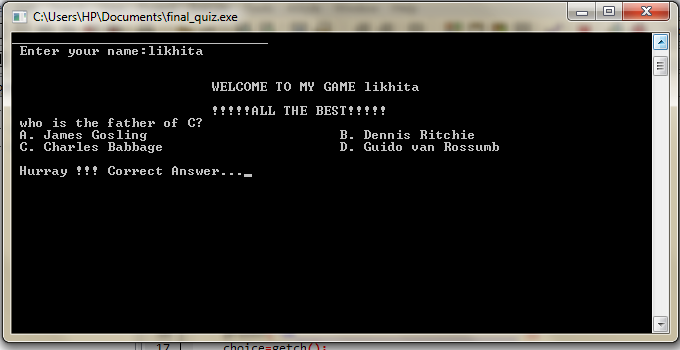 C:\Users\HP\Documents\final_quiz.exe
Enter your name:likhita
WELCOME TO MY GAME likhita
!!!!!ALL THE BEST!!!!!
who is the father of C?
A. James Gosling B. Dennis Ritchie
C. Charles Babbage D. Guido van Rossumb
Hurray !!! Correct Answer..._
17 choice=getch();